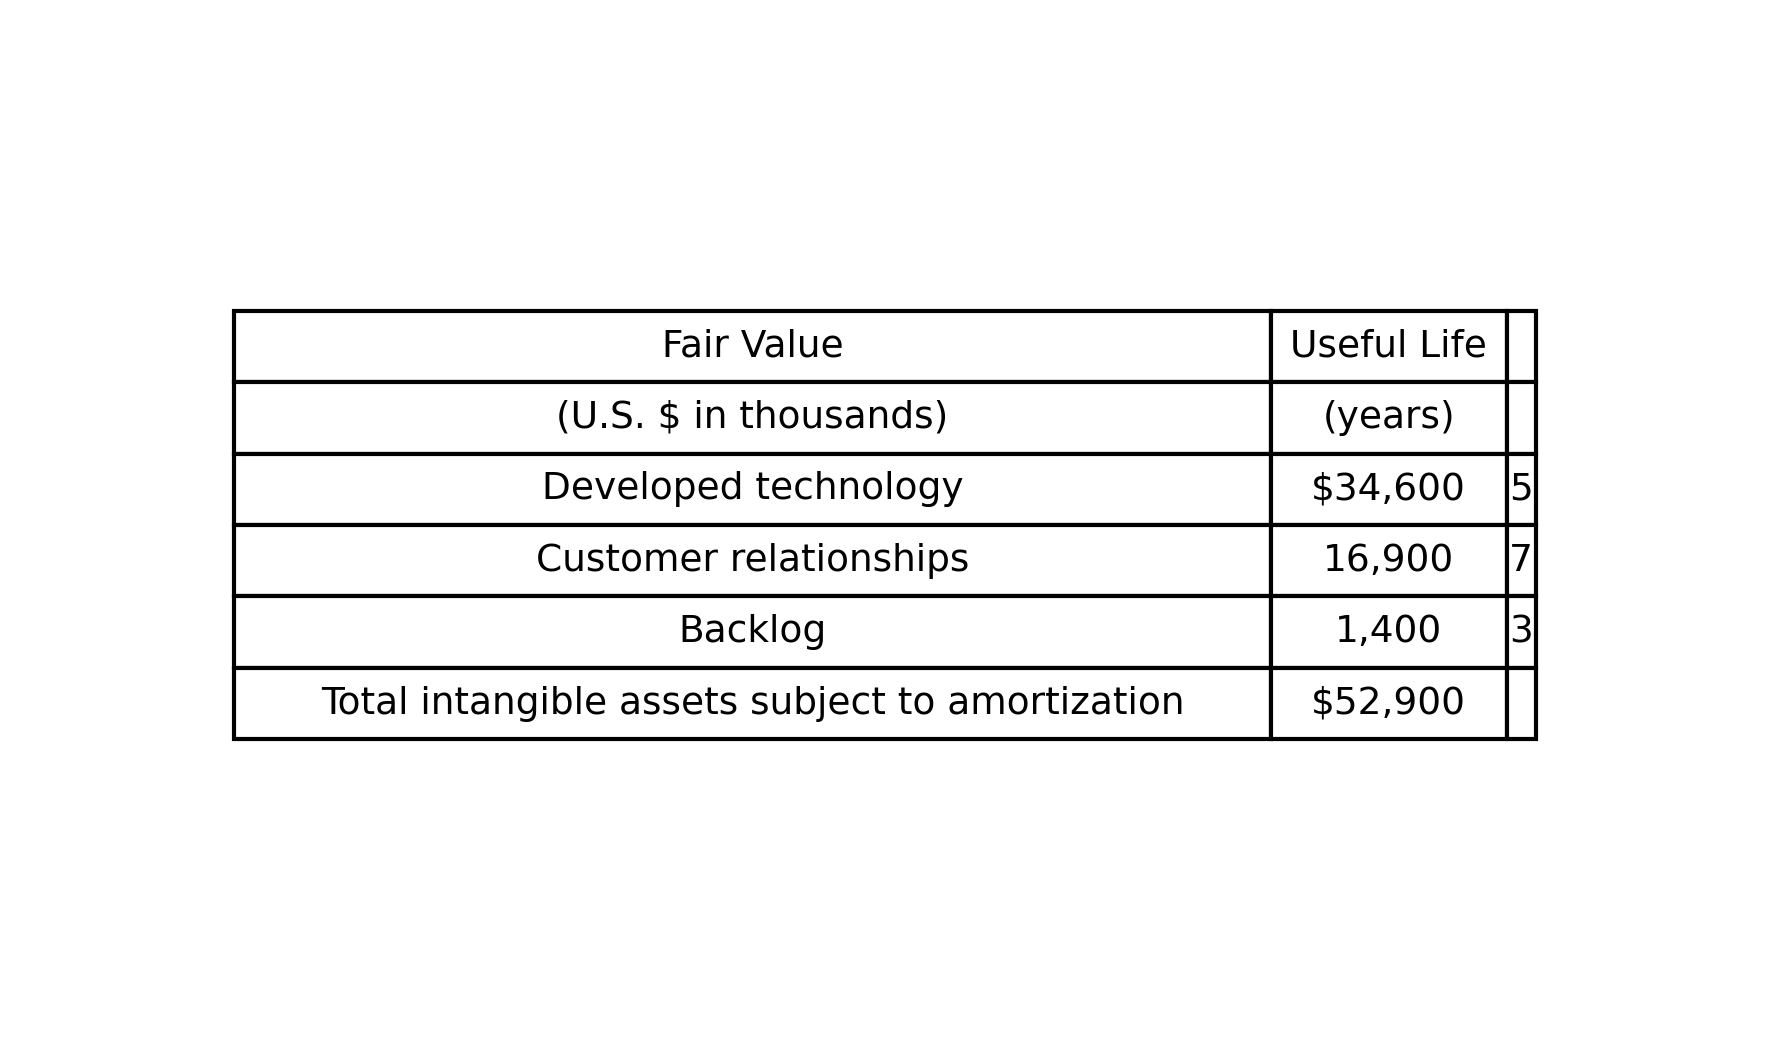 Fair Value Useful Life
(U.S. $ in thousands) (years)
Developed technology $34,600 5
Customer relationships 16,900 7
Backlog 1,400 3
Total intangible assets subject to amortization $52,900